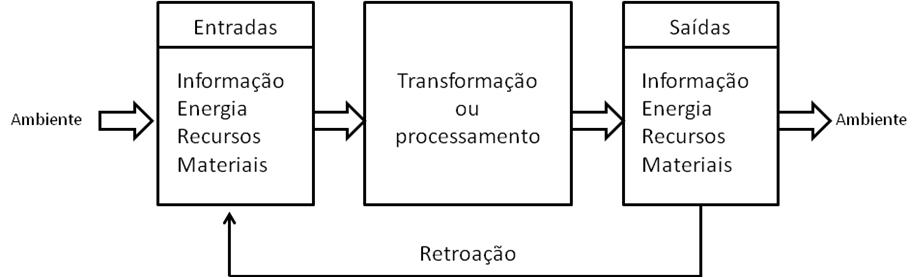 Ambiente
Entradas
Informação
Energia
Recursos
Materiais
Transformação
ou
processamento
Saídas
Informação
Energia
Recursos
Materiais
Ambiente
Retroação